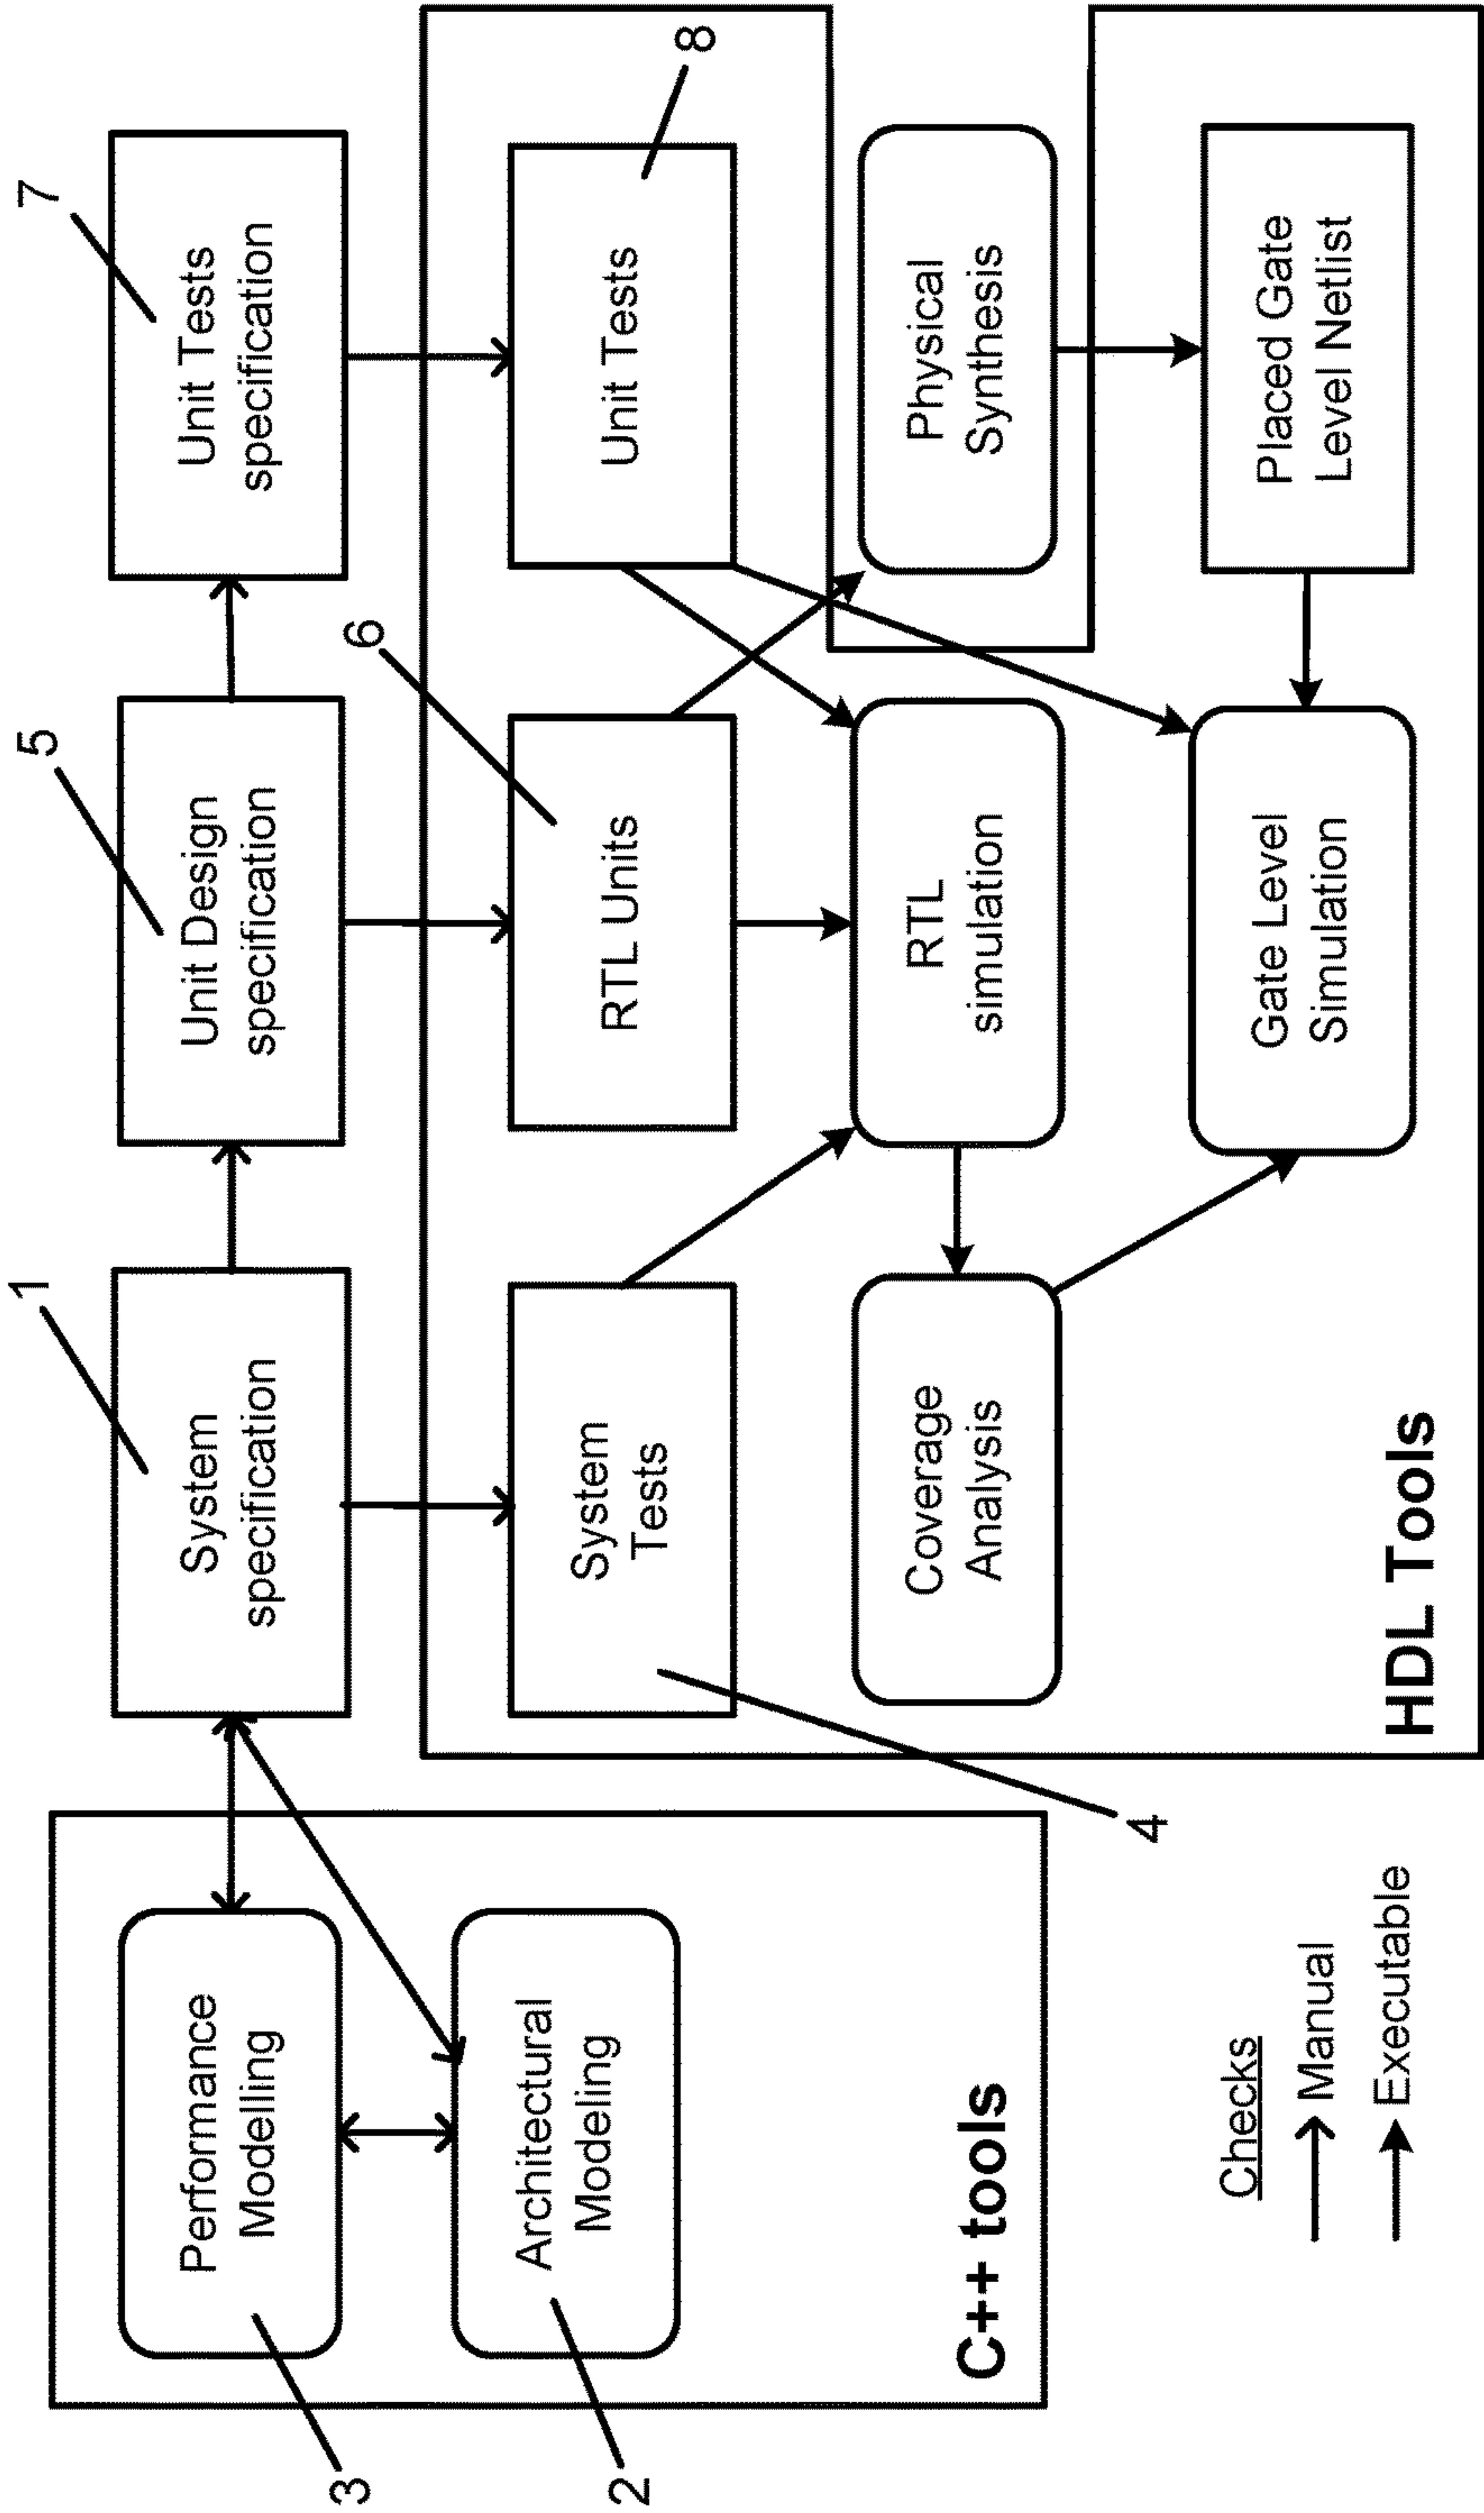 3
Performance
Modelling
2
Architectural
Modeling
C++ tools
1
System
specification
5
Unit Design
specification
7
Unit Tests
specification
4
System
Tests
6
RTL Units
8
Unit Tests
Coverage
Analysis
RTL
simulation
Physical
Synthesis
Gate Level
Simulation
Placed Gate
Level Netlist
HDL Tools
Checks
Manual
Executable